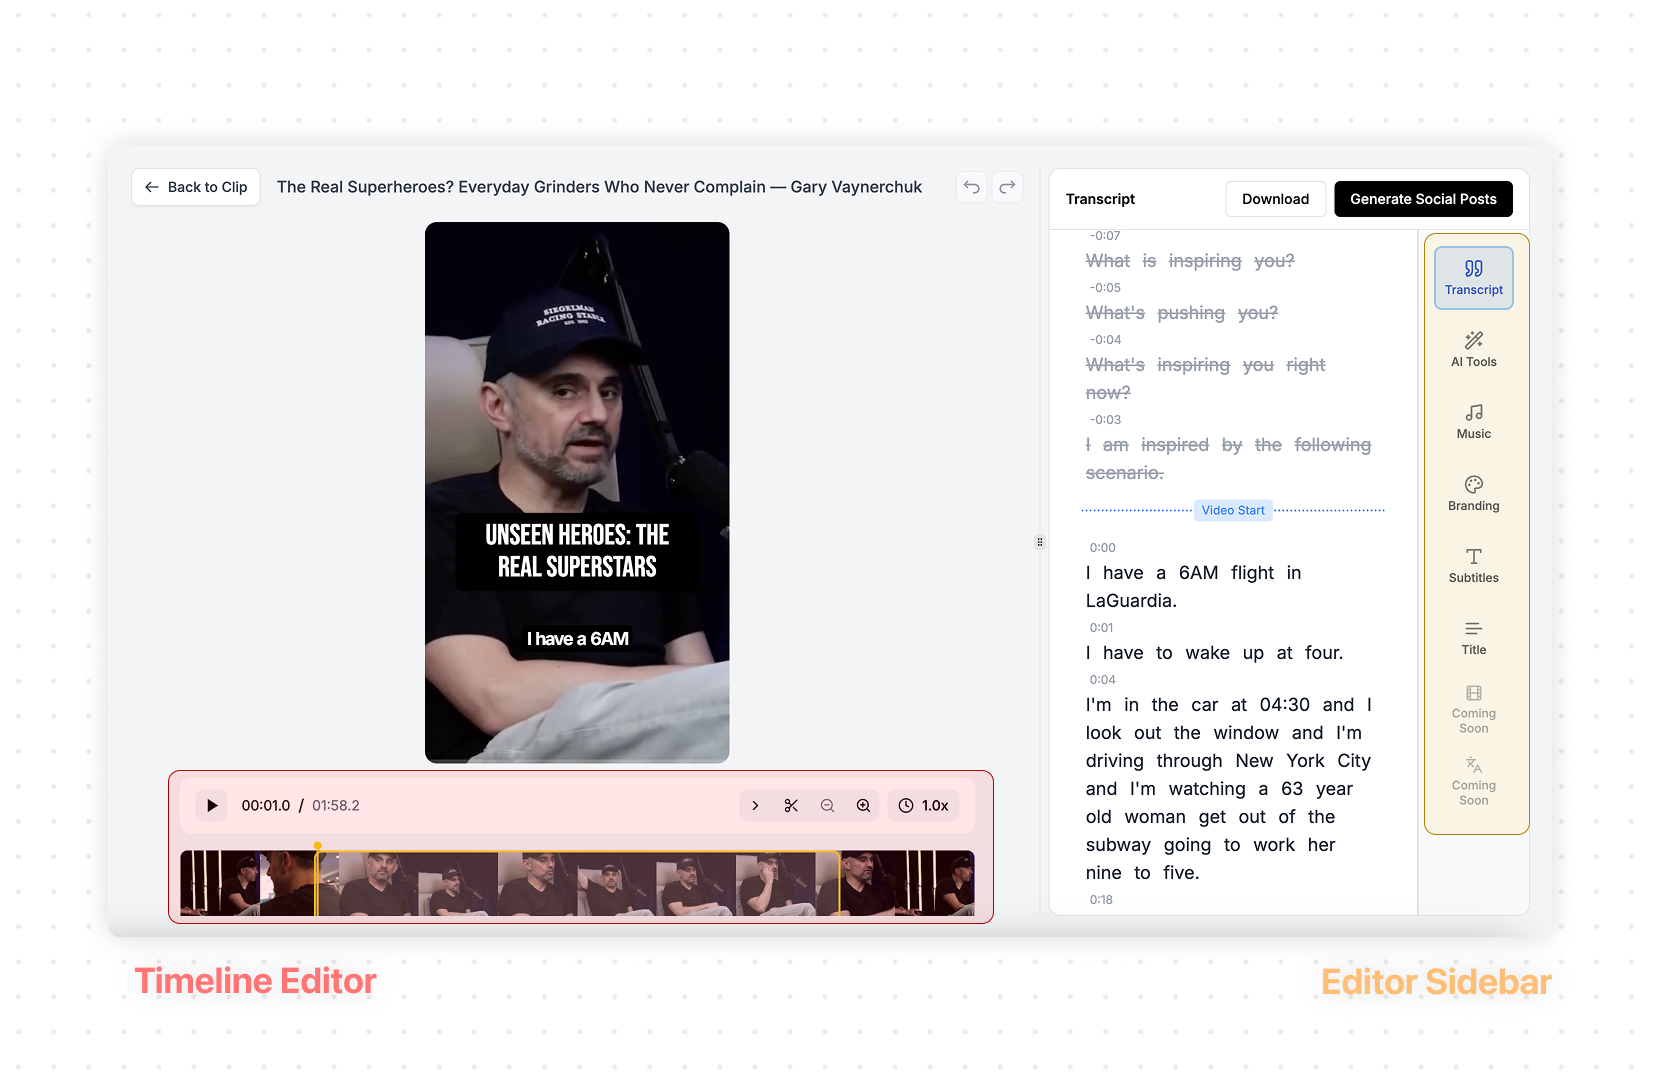 Back to Clip
The Real Superheroes? Everyday Grinders Who Never Complain — Gary Vaynerchuk
SIEGELMAN
RACING STABLE
UNSEEN HEROES: THE
REAL SUPERSTARS
I have a 6AM
00:01.0 / 01:58.2
1.0x
Transcript
Download
Generate Social Posts
-0:07
What is inspiring you?
-0:05
What's pushing you?
-0:04
What's inspiring you right
now?
-0:03
I am inspired by the following
scenario.
Video Start
0:00
I have a 6AM flight in
LaGuardia.
0:01
I have to wake up at four.
0:04
I'm in the car at 04:30 and I
look out the window and I'm
driving through New York City
and I'm watching a 63 year
old woman get out of the
subway going to work her
nine to five.
0:18
Transcript
AI Tools
Music
Branding
Subtitles
Title
Coming
Soon
Coming
Soon
Timeline Editor
Editor Sidebar